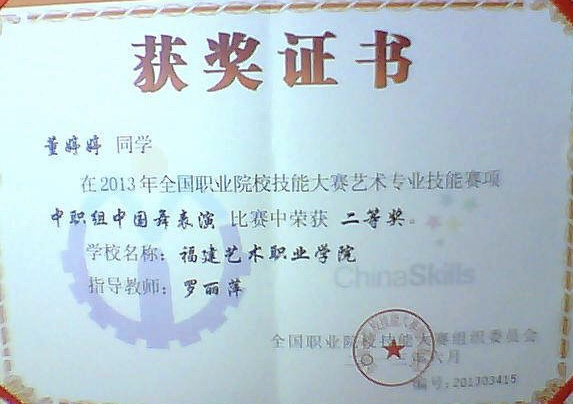 获奖证书
董婷婷 同学
在2013年全国职业院校技能大赛艺术专业技能赛项
中职组中国舞表演 比赛中荣获 二等奖。
学校名称：福建艺术职业学院
ChinaSkills
指导教师：罗丽萍
全国职业院校技能大赛组织委员会
年六月
编号:201303415